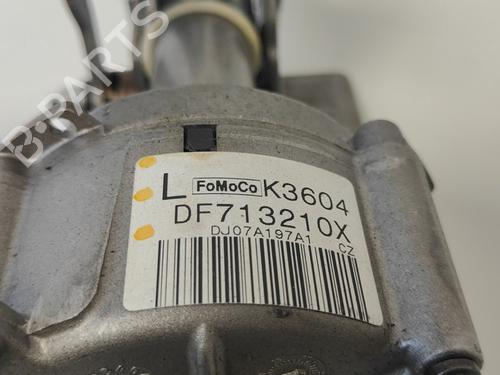 B-PARTS
L FoMoCo K3604
DF713210X
DJ07A197A1 CZ